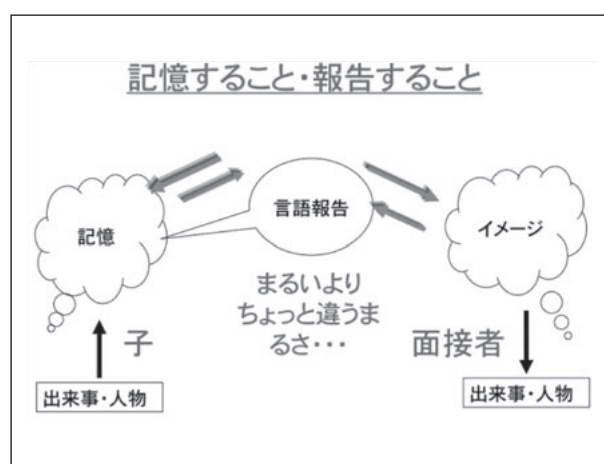 記憶すること・報告すること
記憶
言語報告
イメージ
まるいより
ちょっと違うま
るさ・・・
子
面接者
出来事・人物
出来事・人物